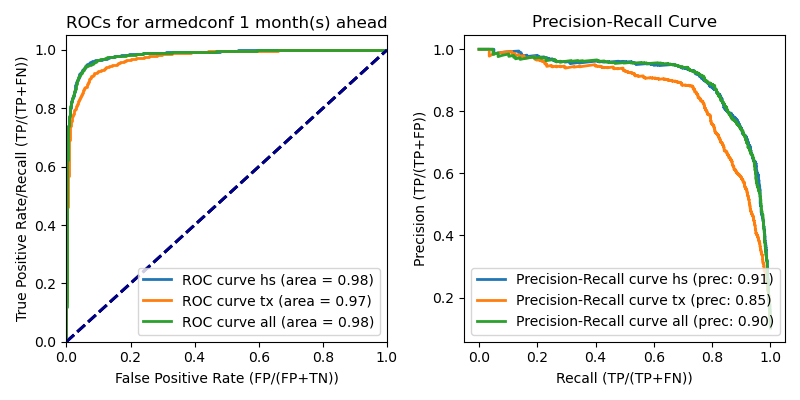 ROCs for armedconf 1 month(s) ahead
True Positive Rate/Recall (TP/(TP+FN))
1.0
0.8
0.6
0.4
0.2
0.0
ROC curve hs (area = 0.98)
ROC curve tx (area = 0.97)
ROC curve all (area = 0.98)
0.0 0.2 0.4 0.6 0.8 1.0
False Positive Rate (FP/(FP+TN))
Precision-Recall Curve
Precision (TP/(TP+FP))
1.0
0.8
0.6
0.4
0.2
Precision-Recall curve hs (prec: 0.91)
Precision-Recall curve tx (prec: 0.85)
Precision-Recall curve all (prec: 0.90)
0.0 0.2 0.4 0.6 0.8 1.0
Recall (TP/(TP+FN))